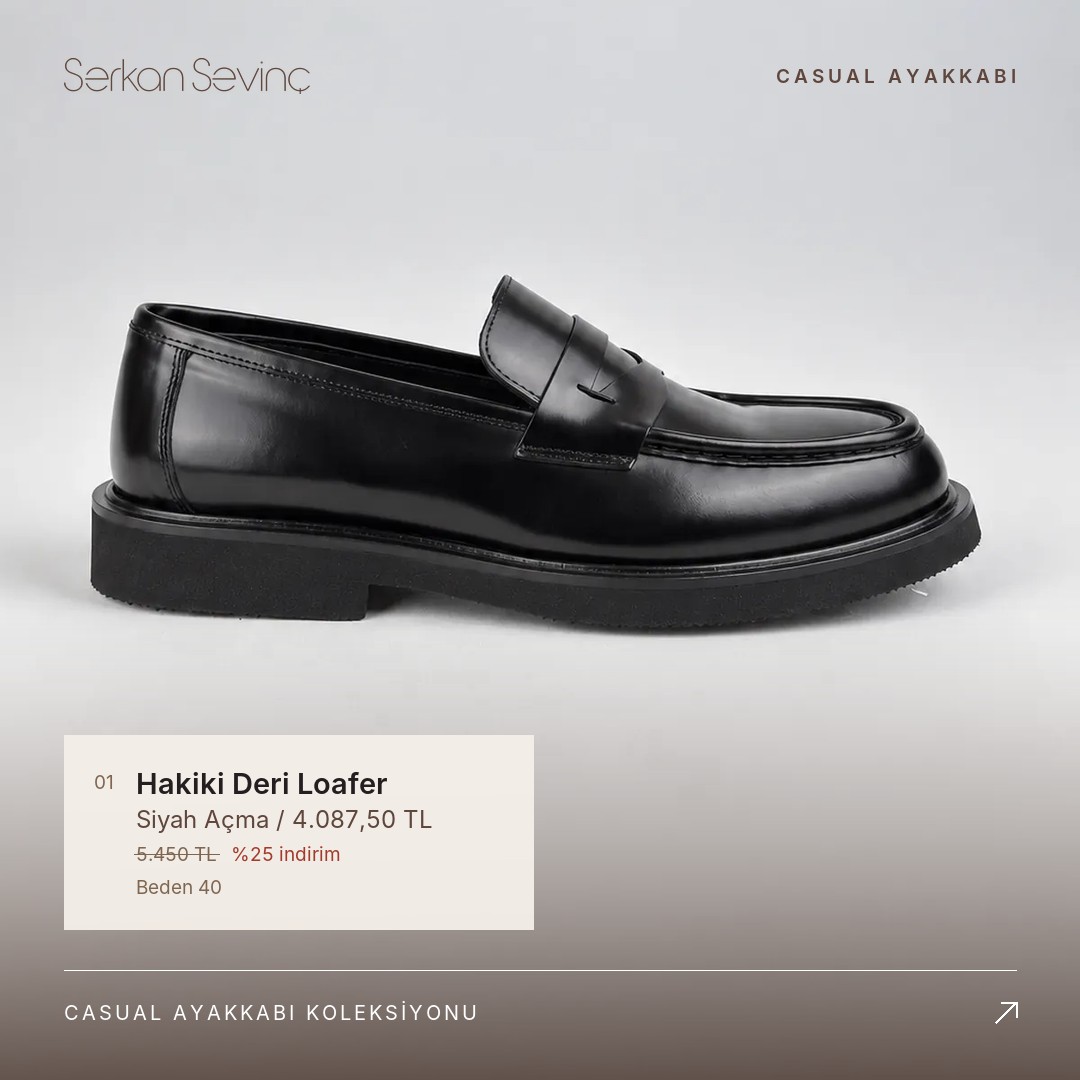 Serkan Sevinç
CASUAL AYAKKABI
01
Hakiki Deri Loafer
Siyah Açma / 4.087,50 TL
5.450 TL %25 indirim
Beden 40
CASUAL AYAKKABI KOLEKSİYONU